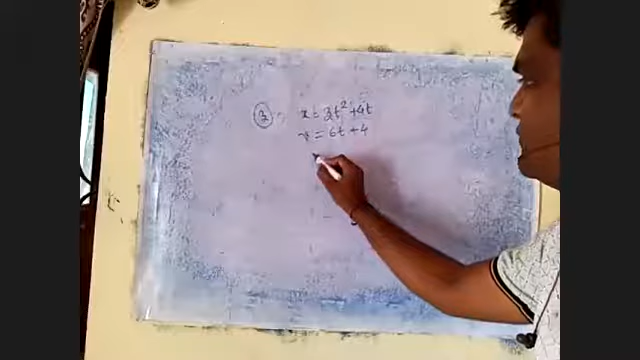 ③ x = 3t² + 4t
v = 6t + 4